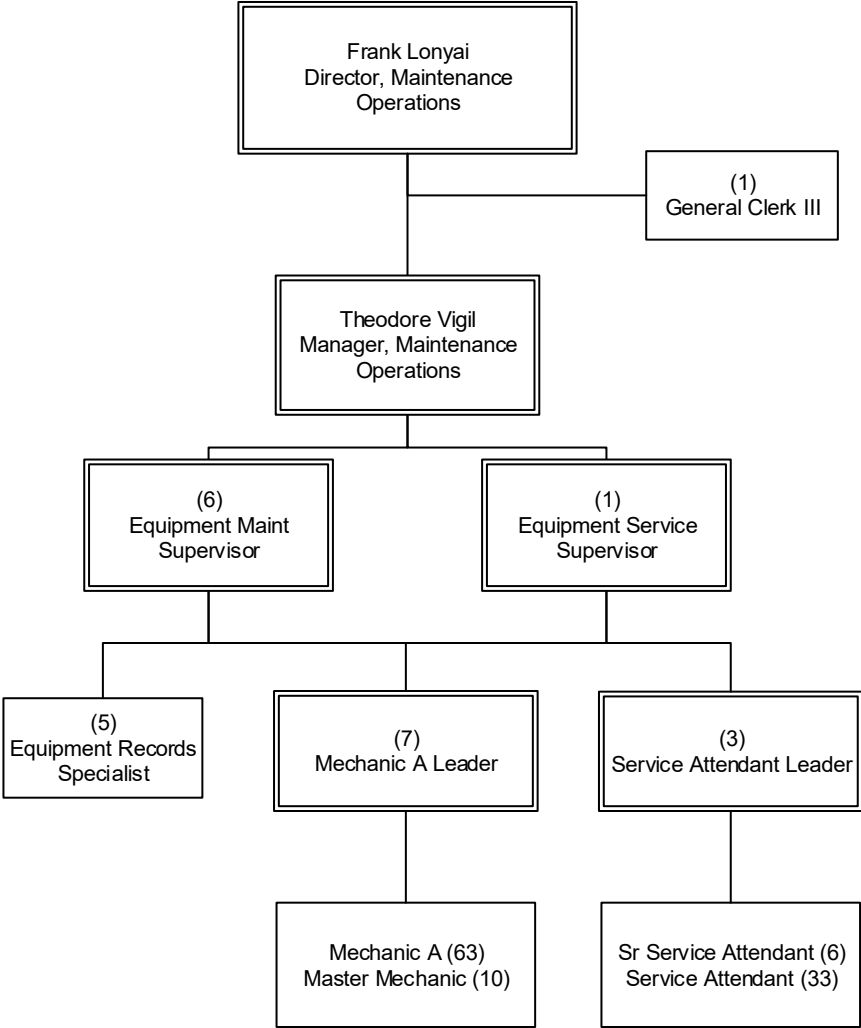 Frank Lonyai
Director, Maintenance
Operations
(1)
General Clerk III
Theodore Vigil
Manager, Maintenance
Operations
(6)
Equipment Maint
Supervisor
(1)
Equipment Service
Supervisor
(5)
Equipment Records
Specialist
(7)
Mechanic A Leader
(3)
Service Attendant Leader
Mechanic A (63)
Master Mechanic (10)
Sr Service Attendant (6)
Service Attendant (33)